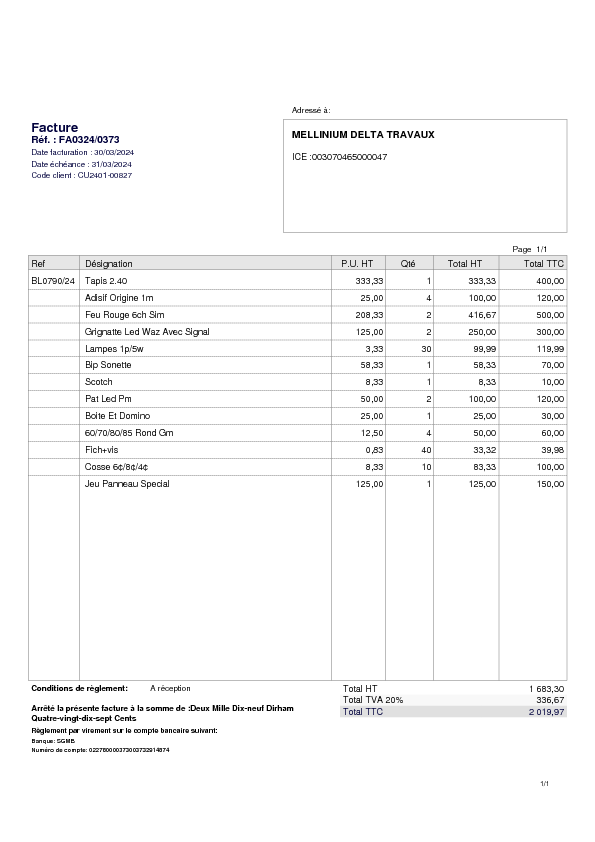 Adressé à:
Facture
Réf. : FA0324/0373
Date facturation : 30/03/2024
Date échéance : 31/03/2024
Code client : CU2401-00827
MELLINIUM DELTA TRAVAUX
ICE :003070465000047
Page 1/1
Ref Désignation P.U. HT Qté Total HT Total TTC
BL0790/24 Tapis 2.40 333,33 1 333,33 400,00
Adisif Origine 1m 25,00 4 100,00 120,00
Feu Rouge 6ch Sim 208,33 2 416,67 500,00
Grignatte Led Waz Avec Signal 125,00 2 250,00 300,00
Lampes 1p/5w 3,33 30 99,99 119,99
Bip Sonette 58,33 1 58,33 70,00
Scotch 8,33 1 8,33 10,00
Pat Led Pm 50,00 2 100,00 120,00
Boite Et Domino 25,00 1 25,00 30,00
60/70/80/85 Rond Gm 12,50 4 50,00 60,00
Fich+vis 0,83 40 33,32 39,98
Cosse 6¢/8¢/4¢ 8,33 10 83,33 100,00
Jeu Panneau Special 125,00 1 125,00 150,00
Conditions de règlement: A réception
Total HT 1 683,30
Total TVA 20% 336,67
Total TTC 2 019,97
Arrêté la présente facture à la somme de :Deux Mille Dix-neuf Dirham
Quatre-vingt-dix-sept Cents
Règlement par virement sur le compte bancaire suivant:
Banque: SGMB
Numéro de compte:
1/1